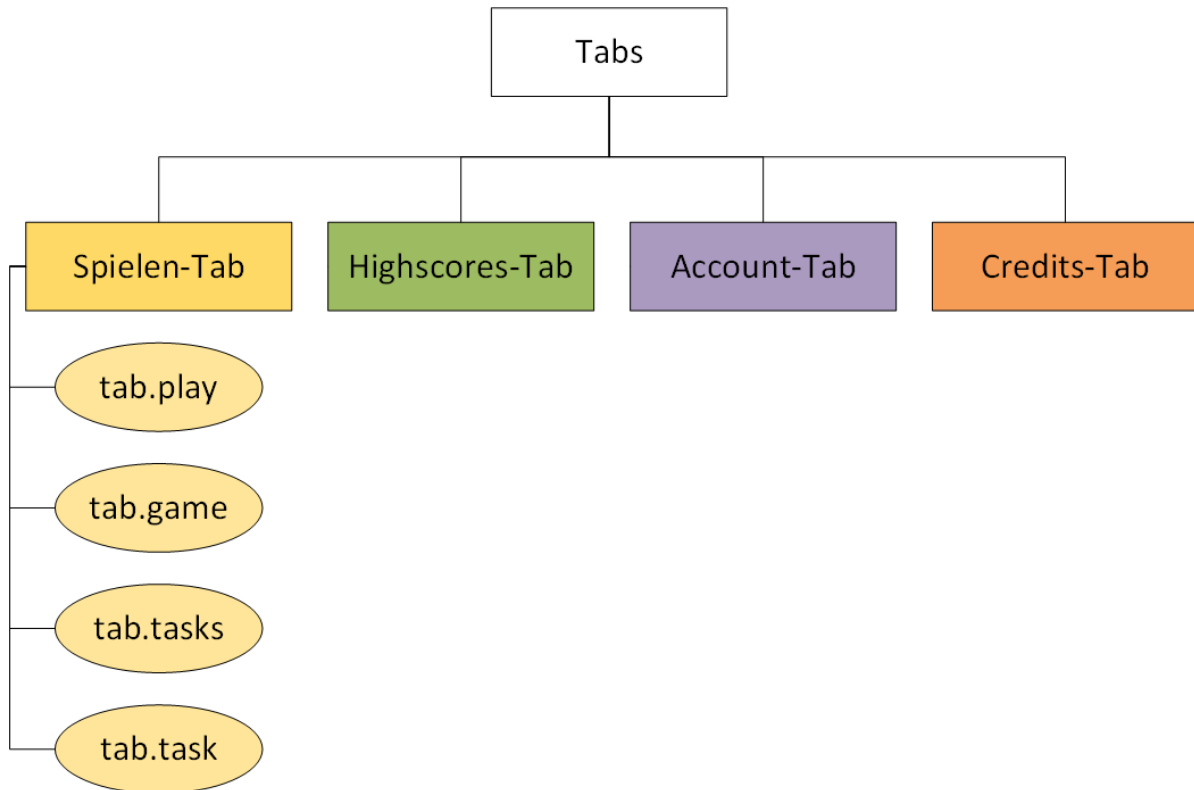 Tabs
Spielen-Tab
Highscores-Tab
Account-Tab
Credits-Tab
tab.play
tab.game
tab.tasks
tab.task